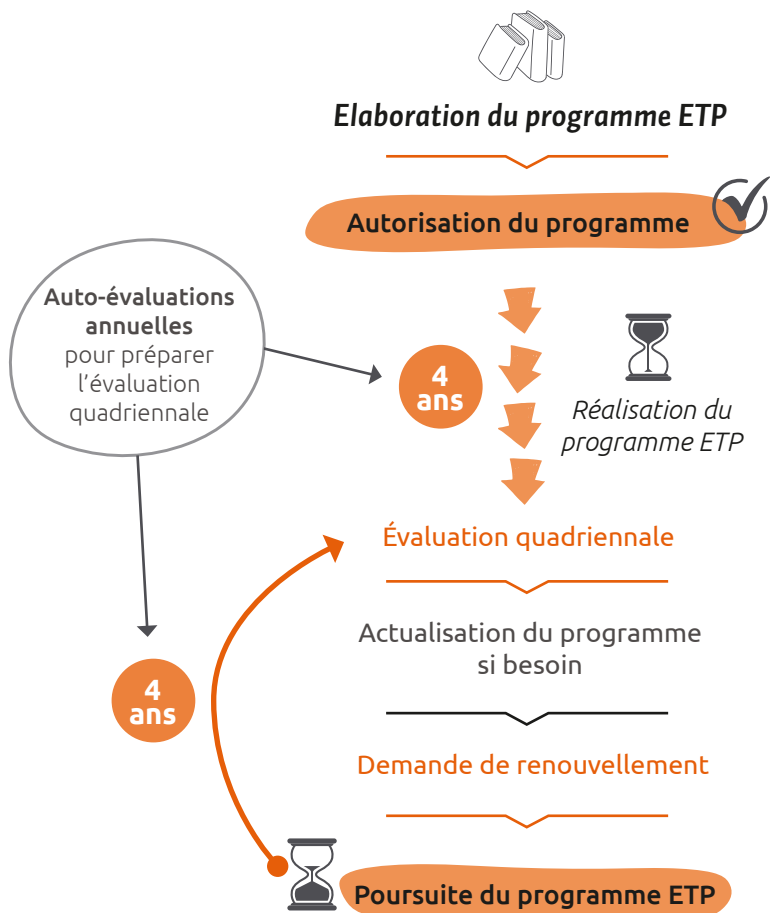 Elaboration du programme ETP
Autorisation du programme
Auto-évaluations
annuelles
pour préparer
l'évaluation
quadriennale
4
ans
Réalisation du
programme ETP
Évaluation quadriennale
Actualisation du programme
si besoin
4
ans
Demande de renouvellement
Poursuite du programme ETP